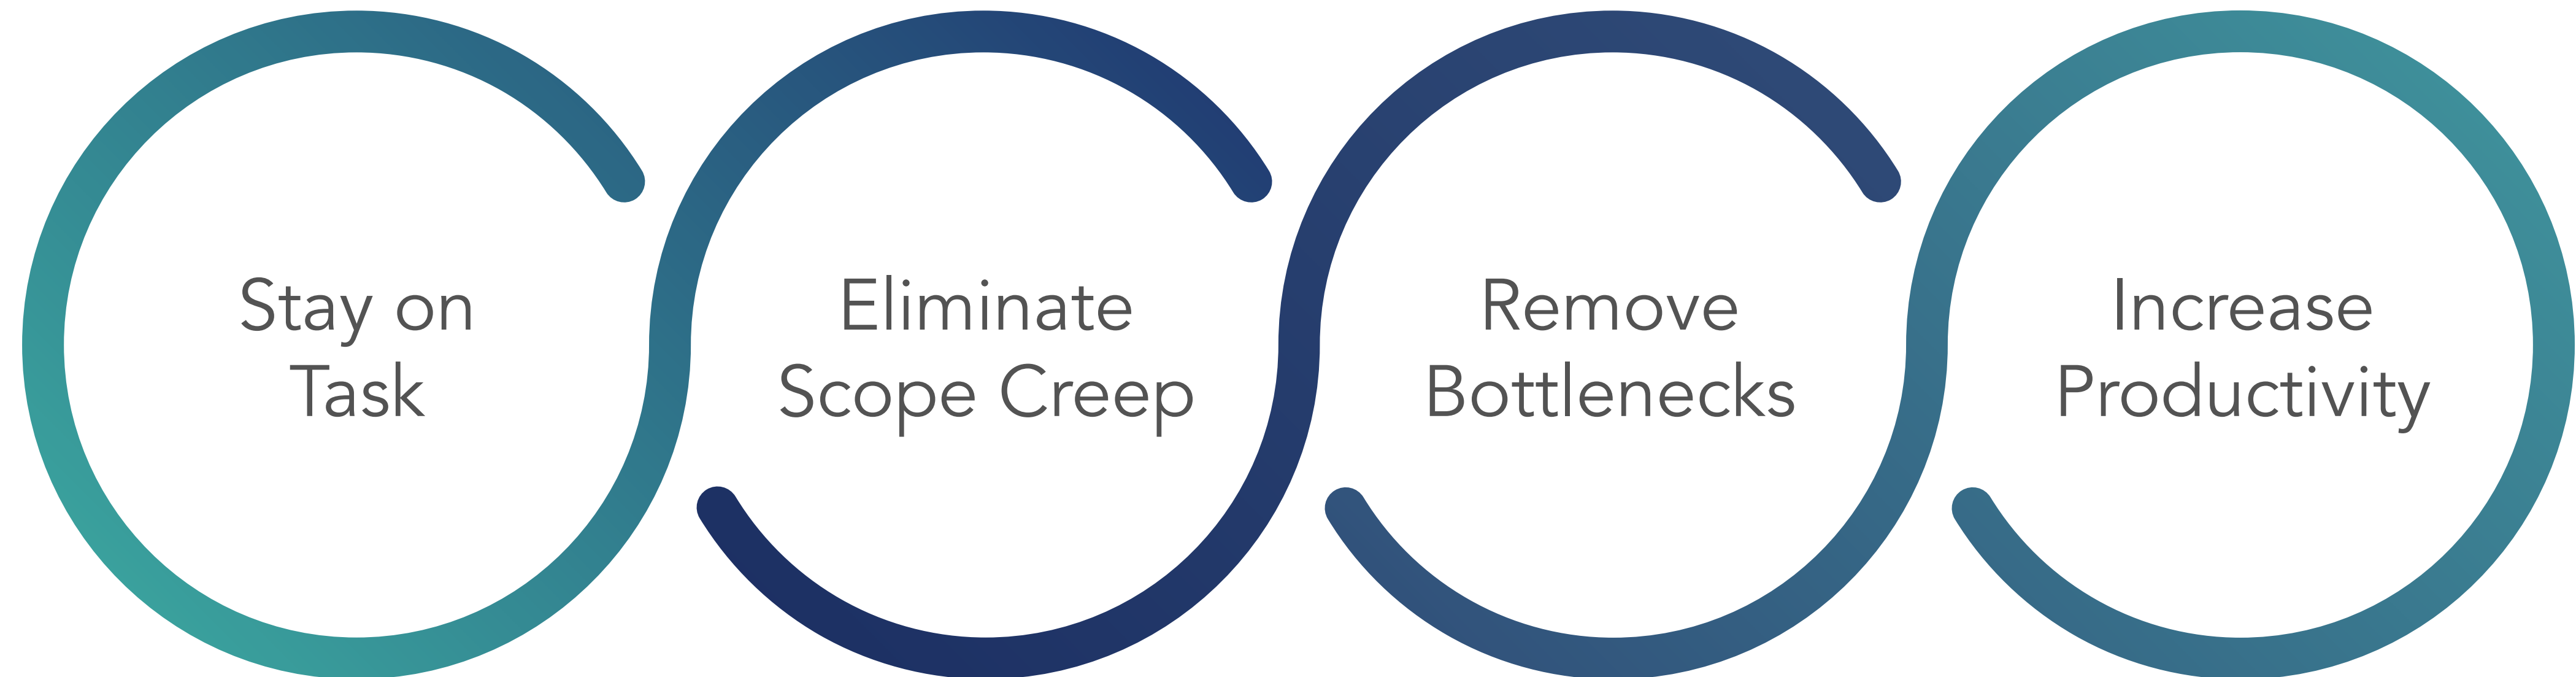 Stay on
Task
Eliminate
Scope Creep
Remove
Bottlenecks
Increase
Productivity